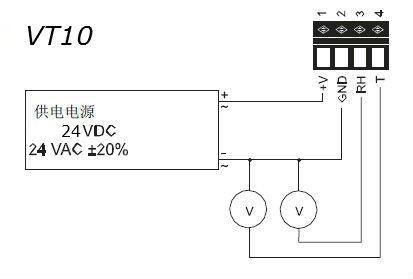 VT10
1 2 3 4
+V GND RH T
+
~
供电电源
24VDC
24 VAC ±20%
−
~
V V